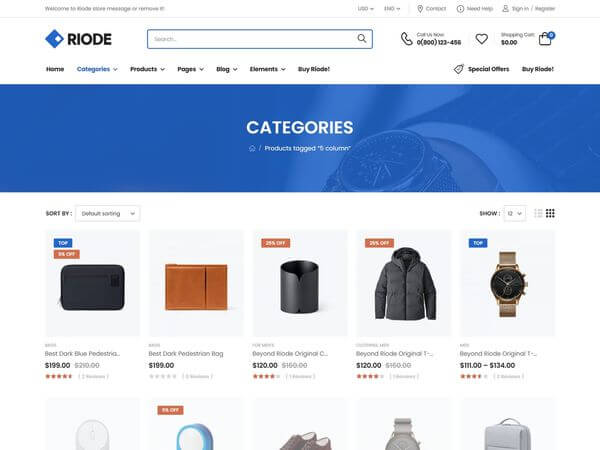 Welcome to Riode store message or remove it!
USD ENG Contact Need Help Sign in / Register
RIODE
Search...
Call Us Now:
0(800) 123-456
Shopping Cart:
$0.00
0
Home Categories Products Pages Blog Elements Buy Riode! Special Offers Buy Riode!
CATEGORIES
/ Products tagged "5 column"
SORT BY : Default sorting SHOW : 12
TOP
5% OFF
BAGS
Best Dark Blue Pedestria...
$199.00 $210.00
( 2 Reviews )
BAGS
Best Dark Pedestrian Bag
$199.00
( 0 Reviews )
25% OFF
FOR MEN'S
Beyond Riode Original C...
$120.00 $160.00
( 1 Reviews )
25% OFF
CLOTHING, MEN
Beyond Riode Original T-...
$120.00 $160.00
( 1 Reviews )
TOP
MEN
Beyond Riode Original T-...
$111.00 – $134.00
( 2 Reviews )
5% OFF